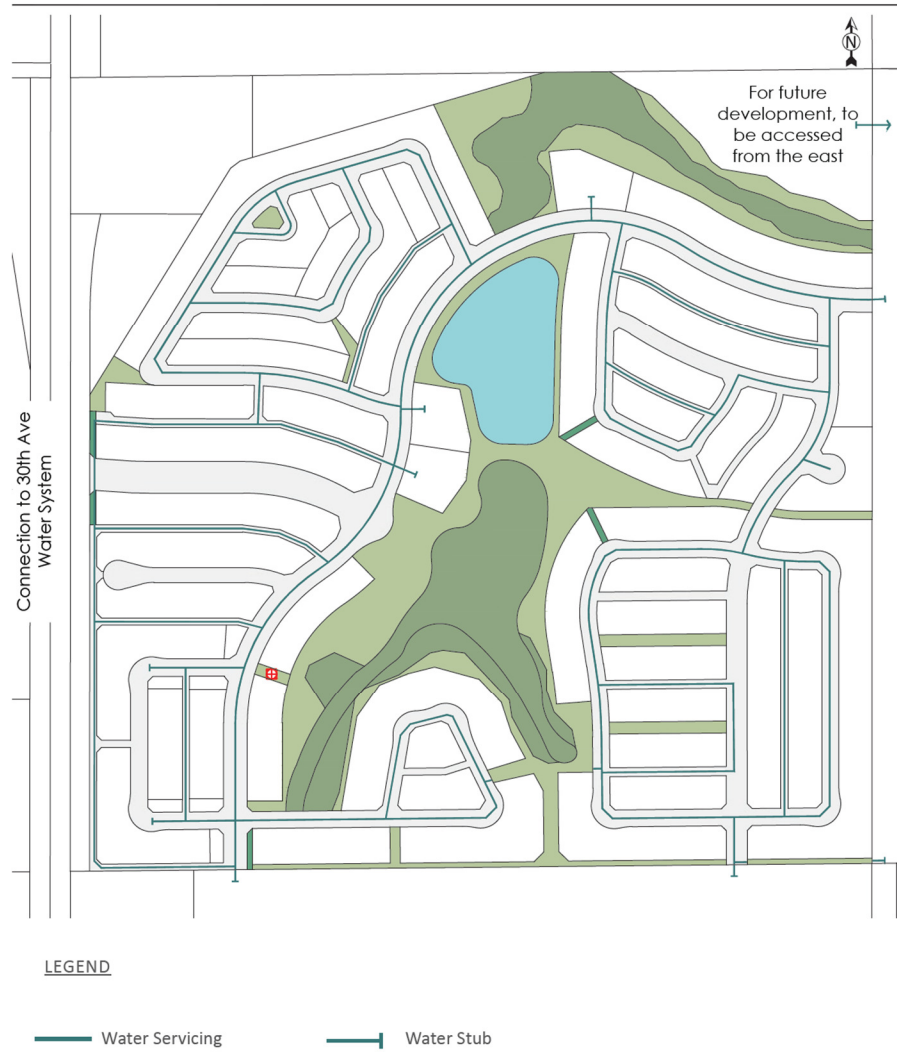 N
For future
development, to
be accessed
from the east
Connection to 30th Ave
Water System
LEGEND
Water Servicing
Water Stub